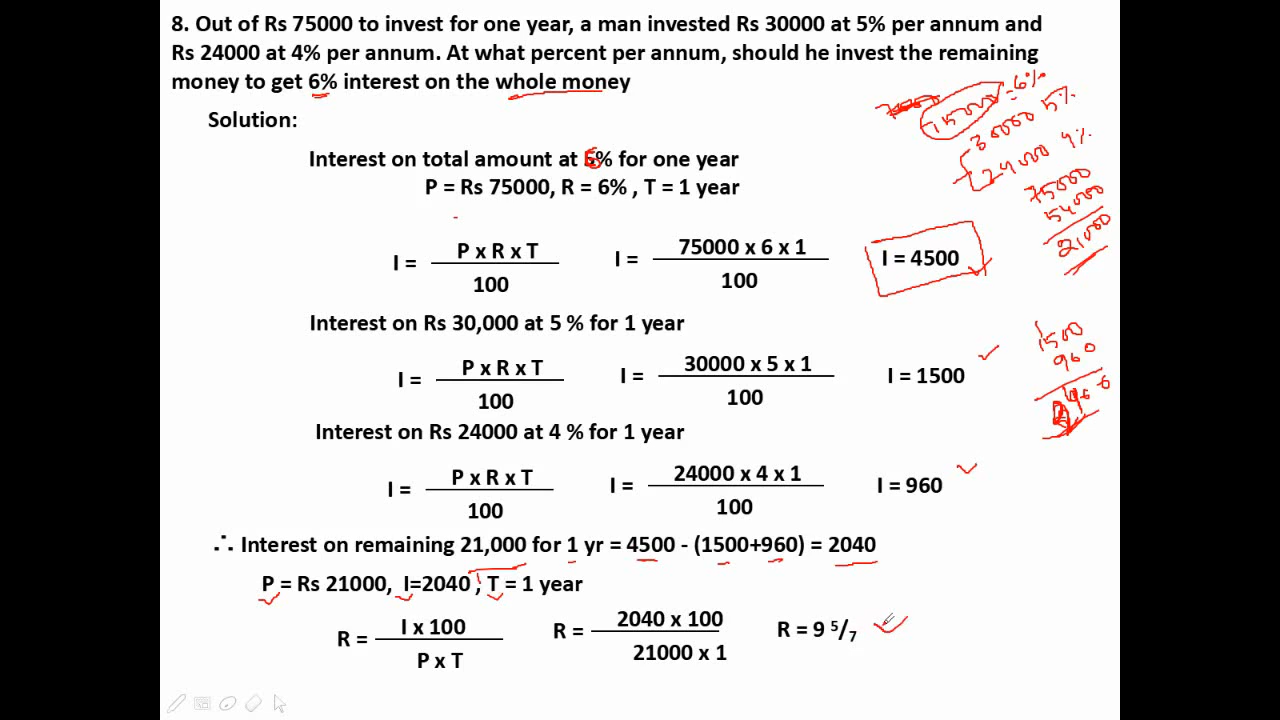 8. Out of Rs 75000 to invest for one year, a man invested Rs 30000 at 5% per annum and
Rs 24000 at 4% per annum. At what percent per annum, should he invest the remaining
money to get 6% interest on the whole money
Solution:
Interest on total amount at 6% for one year
P = Rs 75000, R = 6% , T = 1 year
I = P x R x T / 100 I = 75000 x 6 x 1 / 100 I = 4500
Interest on Rs 30,000 at 5 % for 1 year
I = P x R x T / 100 I = 30000 x 5 x 1 / 100 I = 1500
Interest on Rs 24000 at 4 % for 1 year
I = P x R x T / 100 I = 24000 x 4 x 1 / 100 I = 960
∴ Interest on remaining 21,000 for 1 yr = 4500 - (1500+960) = 2040
P = Rs 21000, I=2040 , T = 1 year
R = I x 100 / P x T R = 2040 x 100 / 21000 x 1 R = 9 5/7
75000 = 6%
30000 5%
24000 4%
75000
54000
21000
1500
960